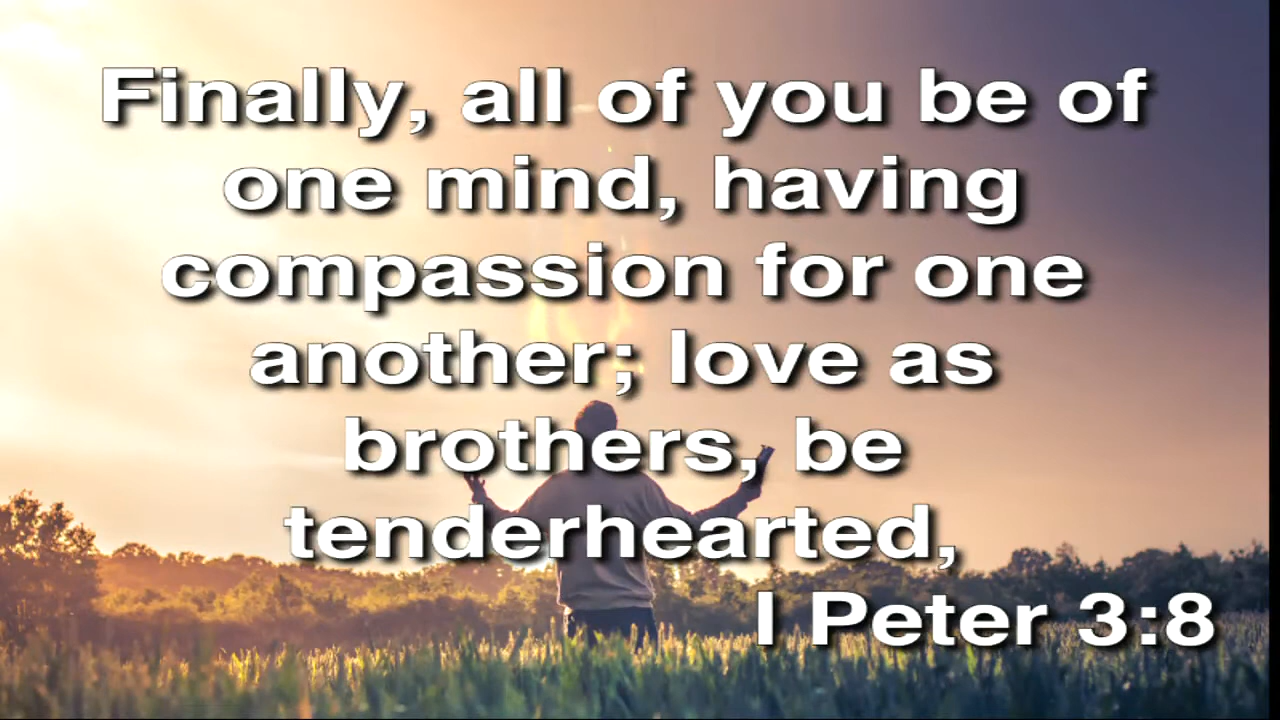 Finally, all of you be of
one mind, having
compassion for one
another; love as
brothers, be
tenderhearted,
I Peter 3:8